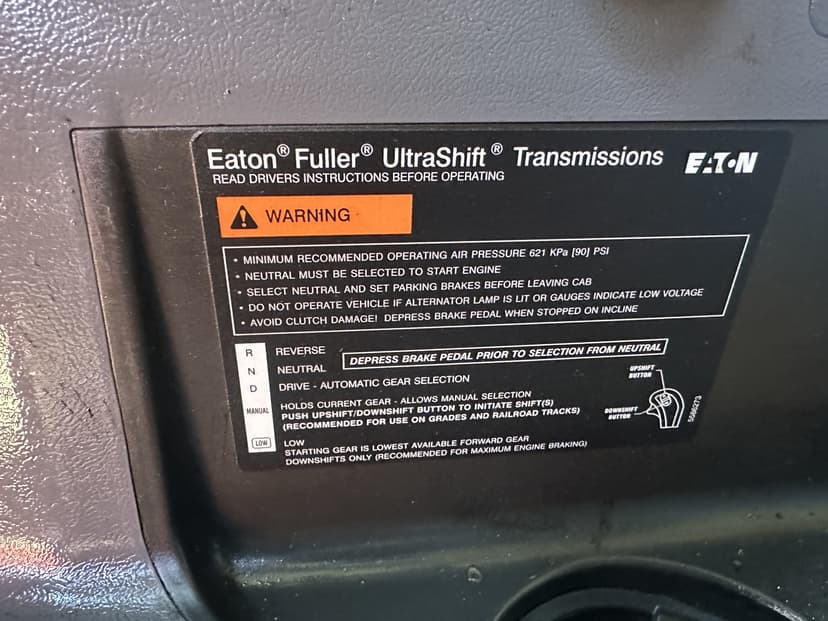 Eaton® Fuller® UltraShift® Transmissions
EATON
READ DRIVERS INSTRUCTIONS BEFORE OPERATING
WARNING
• MINIMUM RECOMMENDED OPERATING AIR PRESSURE 621 KPa [90] PSI
• NEUTRAL MUST BE SELECTED TO START ENGINE
• SELECT NEUTRAL AND SET PARKING BRAKES BEFORE LEAVING CAB
• DO NOT OPERATE VEHICLE IF ALTERNATOR LAMP IS LIT OR GAUGES INDICATE LOW VOLTAGE
• AVOID CLUTCH DAMAGE! DEPRESS BRAKE PEDAL WHEN STOPPED ON INCLINE
R REVERSE
N NEUTRAL DEPRESS BRAKE PEDAL PRIOR TO SELECTION FROM NEUTRAL
D DRIVE - AUTOMATIC GEAR SELECTION
MANUAL HOLDS CURRENT GEAR - ALLOWS MANUAL SELECTION
PUSH UPSHIFT/DOWNSHIFT BUTTON TO INITIATE SHIFT(S)
(RECOMMENDED FOR USE ON GRADES AND RAILROAD TRACKS)
LOW LOW
STARTING GEAR IS LOWEST AVAILABLE FORWARD GEAR
DOWNSHIFTS ONLY (RECOMMENDED FOR MAXIMUM ENGINE BRAKING)
UPSHIFT
BUTTON
DOWNSHIFT
BUTTON
5586273